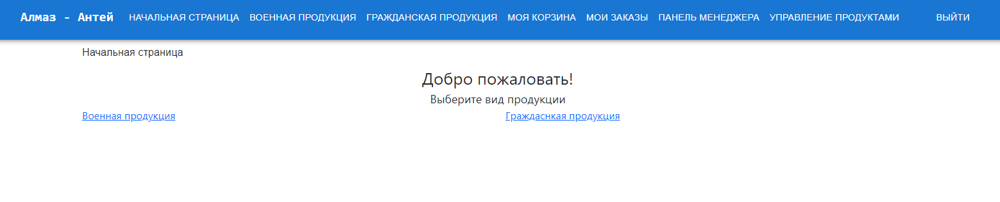 Алмаз - Антей НАЧАЛЬНАЯ СТРАНИЦА ВОЕННАЯ ПРОДУКЦИЯ ГРАЖДАНСКАЯ ПРОДУКЦИЯ МОЯ КОРЗИНА МОИ ЗАКАЗЫ ПАНЕЛЬ МЕНЕДЖЕРА УПРАВЛЕНИЕ ПРОДУКТАМИ ВЫЙТИ
Начальная страница
Добро пожаловать!
Выберите вид продукции
Военная продукция Граждаснкая продукция